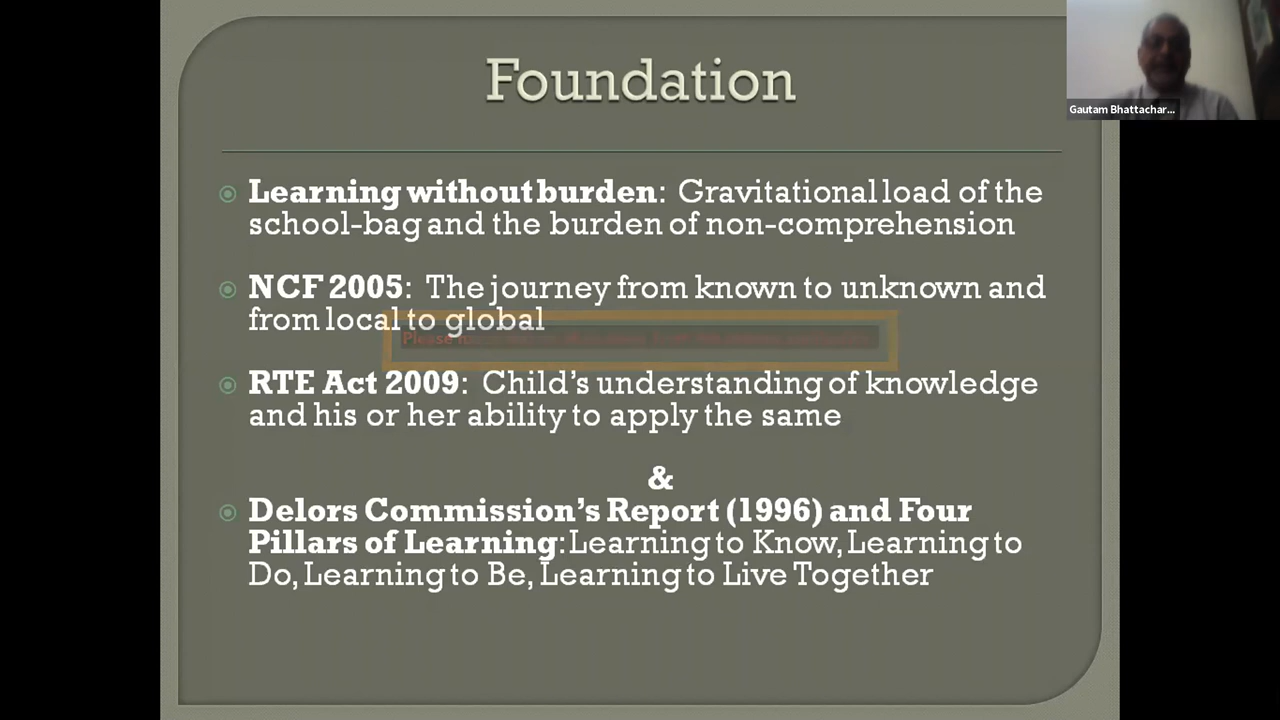 Foundation
Gautam Bhattachar...
Learning without burden: Gravitational load of the
school-bag and the burden of non-comprehension
NCF 2005: The journey from known to unknown and
from local to global
Please
RTE Act 2009: Child's understanding of knowledge
and his or her ability to apply the same
&
Delors Commission's Report (1996) and Four
Pillars of Learning: Learning to Know, Learning to
Do, Learning to Be, Learning to Live Together